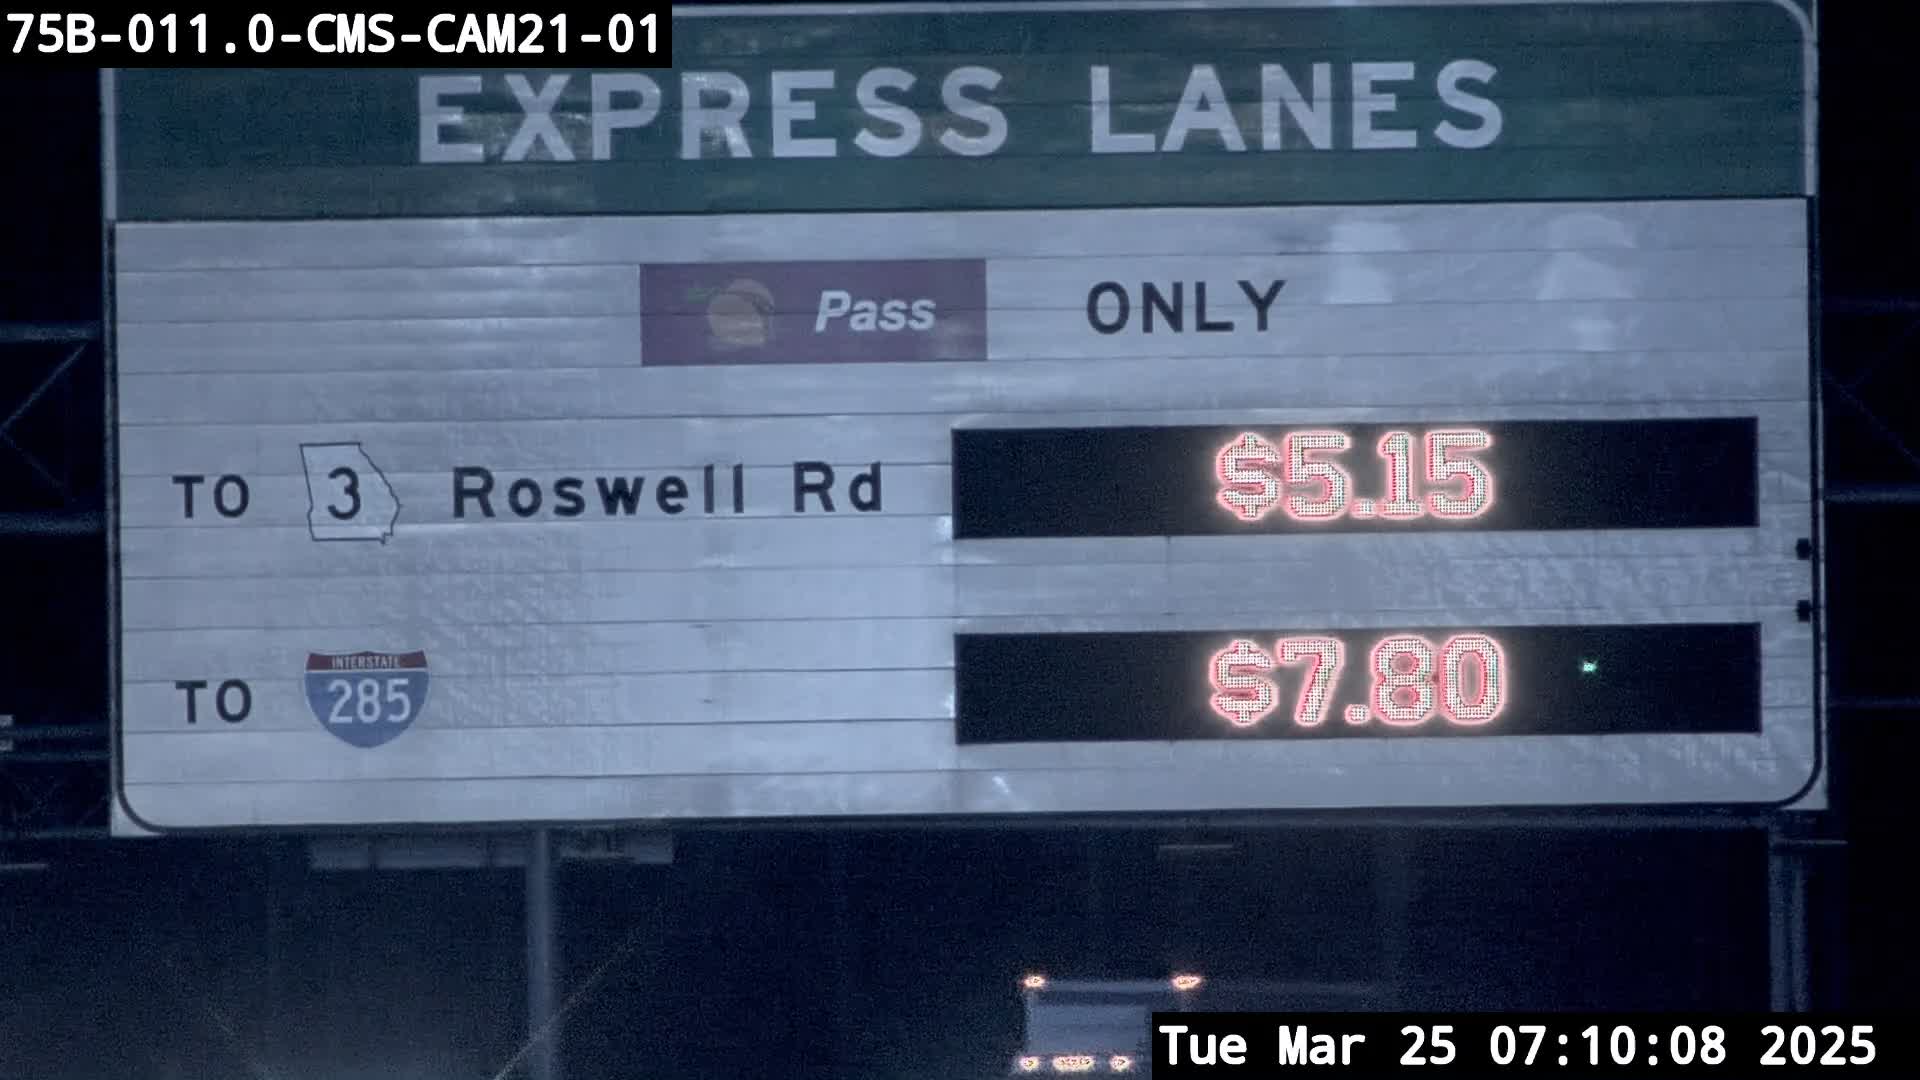 75B-011.0-CMS-CAM21-01
EXPRESS LANES
Pass ONLY
TO 3 Roswell Rd $5.15
INTERSTATE
TO 285 $7.80
Tue Mar 25 07:10:08 2025